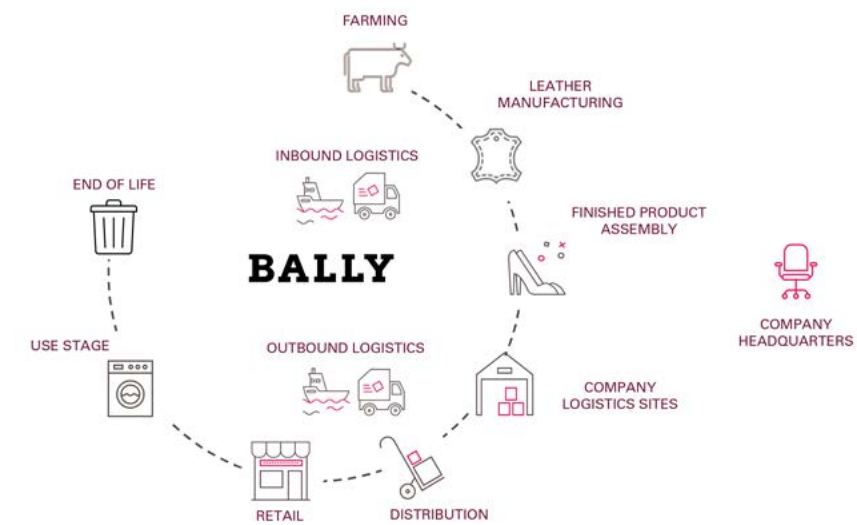 FARMING
LEATHER
MANUFACTURING
INBOUND LOGISTICS
END OF LIFE
FINISHED PRODUCT
ASSEMBLY
BALLY
COMPANY
HEADQUARTERS
USE STAGE
OUTBOUND LOGISTICS
COMPANY
LOGISTICS SITES
RETAIL
DISTRIBUTION